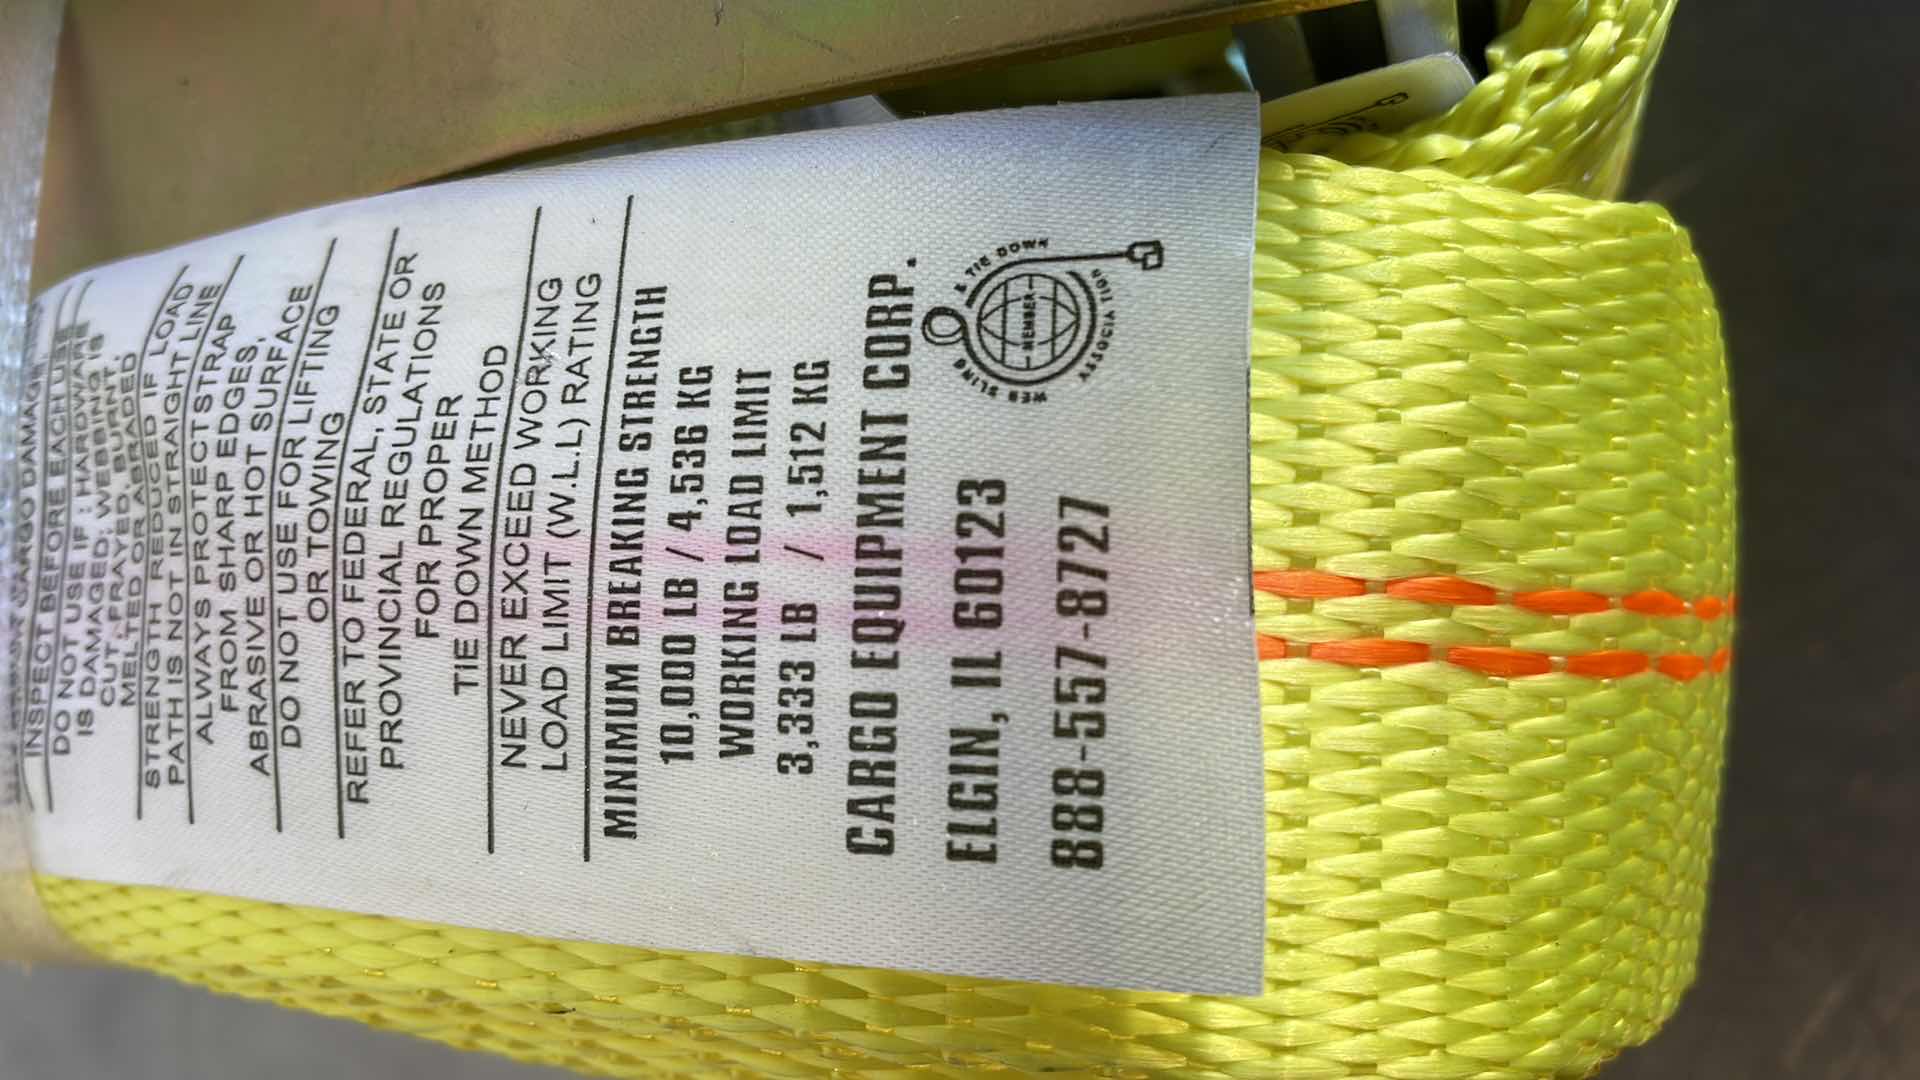 CARGO DAMAGE.
INSPECT BEFORE EACH USE
DO NOT USE IF : HARDWARE
IS DAMAGED; WEBBING IS
CUT, FRAYED, BURNT,
MELTED OR ABRADED
STRENGTH REDUCED IF LOAD
PATH IS NOT IN STRAIGHT LINE
ALWAYS PROTECT STRAP
FROM SHARP EDGES,
ABRASIVE OR HOT SURFACE
DO NOT USE FOR LIFTING
OR TOWING
REFER TO FEDERAL, STATE OR
PROVINCIAL REGULATIONS
FOR PROPER
TIE DOWN METHOD
NEVER EXCEED WORKING
LOAD LIMIT (W.L.L) RATING
MINIMUM BREAKING STRENGTH
10,000 LB / 4,536 KG
WORKING LOAD LIMIT
3,333 LB / 1,512 KG
CARGO EQUIPMENT CORP.
ELGIN, IL 60123
888-557-8727
WEB SLING & TIE DOWN ASSOCIATION
MEMBER